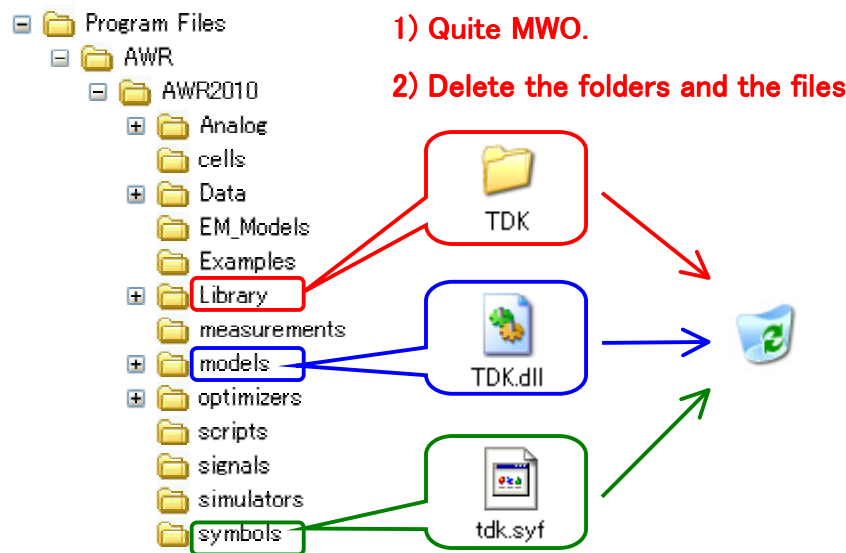 Program Files
AWR
AWR2010
Analog
cells
Data
EM_Models
Examples
Library
measurements
models
optimizers
scripts
signals
simulators
symbols
1) Quite MWO.
2) Delete the folders and the files
TDK
TDK.dll
tdk.syf